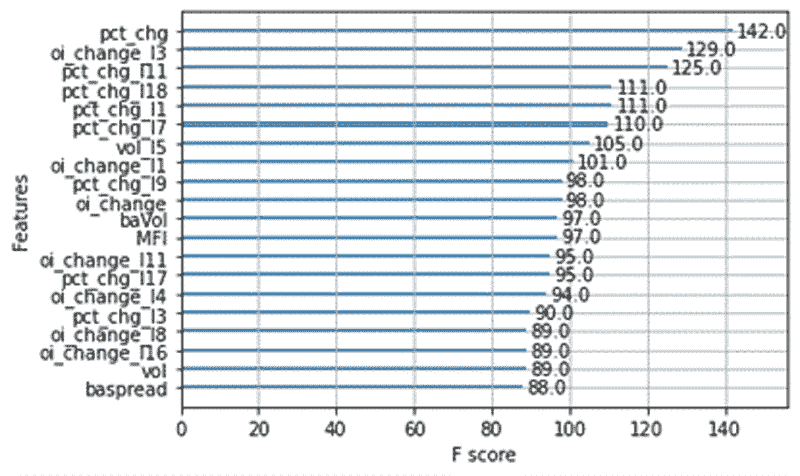 pct_chg 142.0
oi_change_l3 129.0
pct_chg_l11 125.0
pct_chg_l18 111.0
pct_chg_l1 111.0
pct_chg_l7 110.0
vol_l5 105.0
oi_change_l1 101.0
pct_chg_l9 98.0
oi_change 98.0
baVol 97.0
MFI 97.0
oi_change_l11 95.0
pct_chg_l17 95.0
oi_change_l4 94.0
pct_chg_l3 90.0
oi_change_l8 89.0
oi_change_l16 89.0
vol 89.0
baspread 88.0
Features
0 20 40 60 80 100 120 140
F score